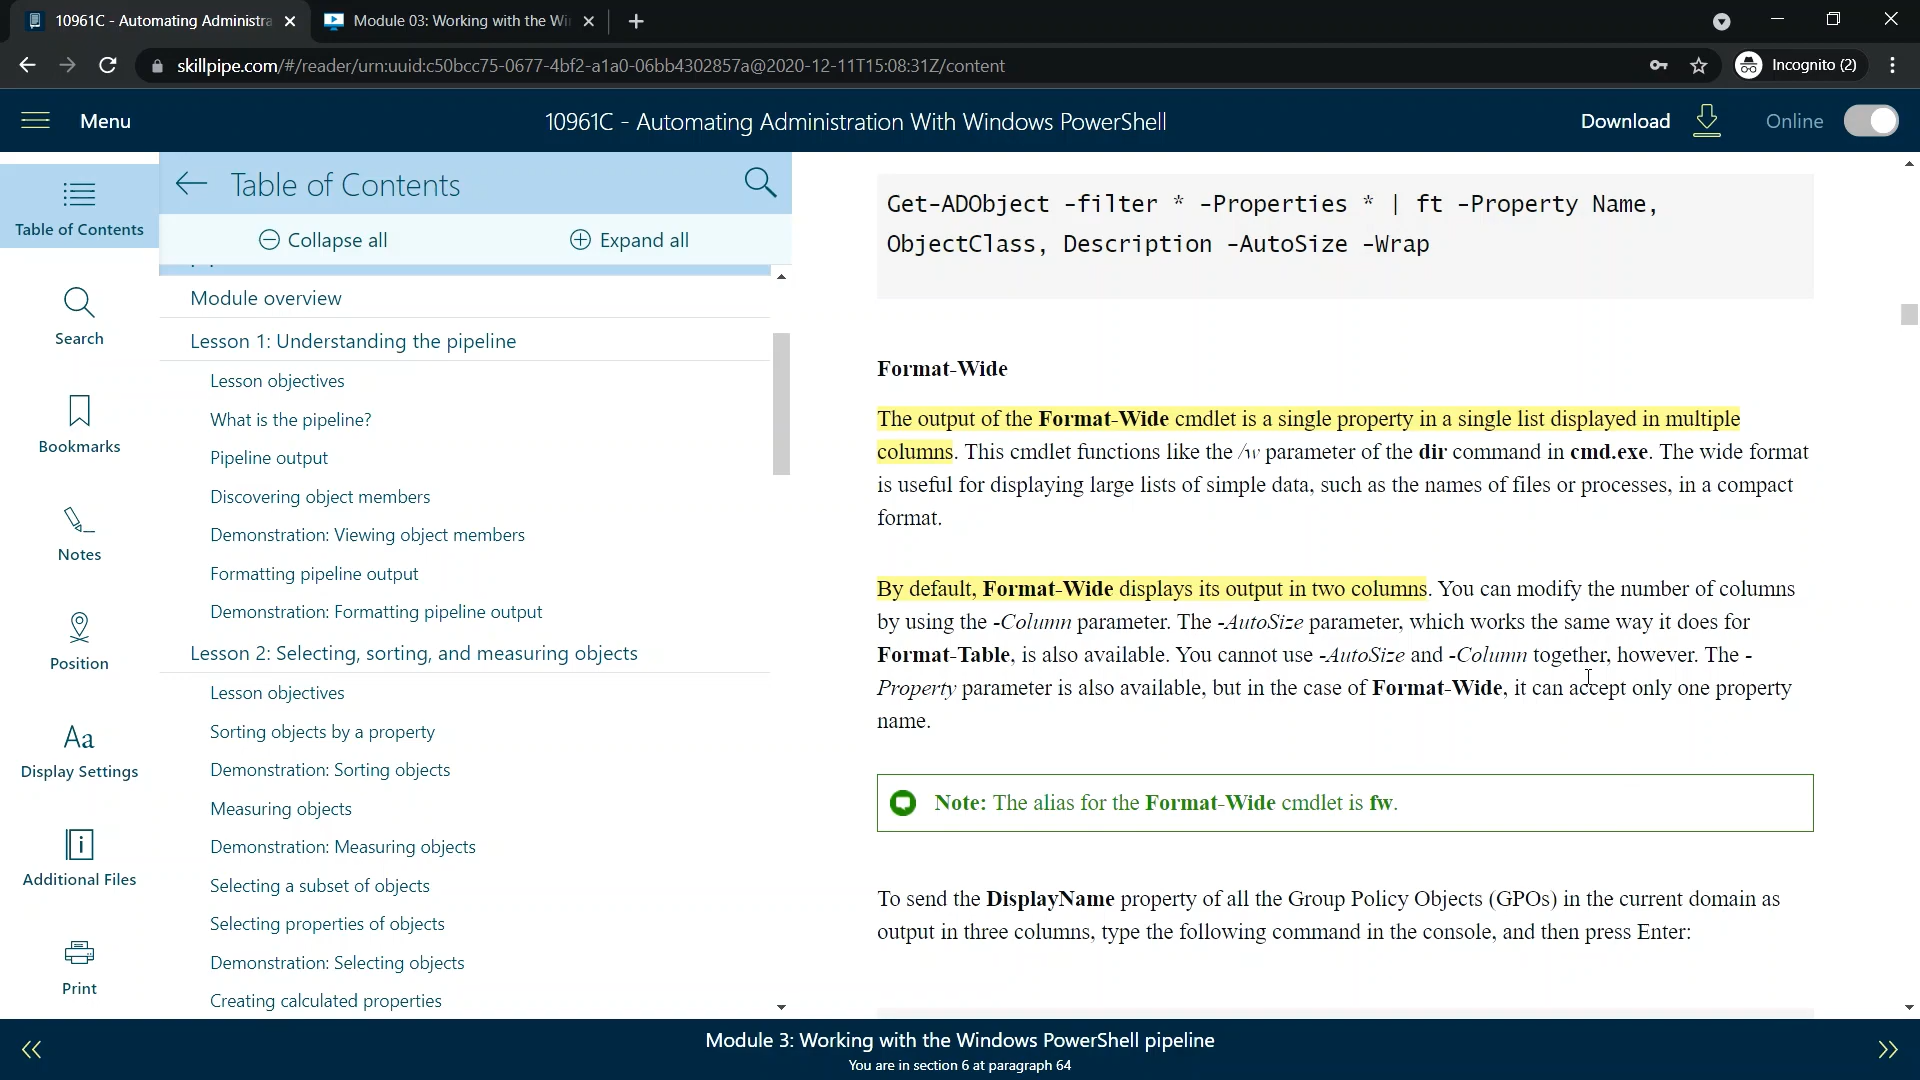 10961C - Automating Administra
Module 03: Working with the Wi
skillpipe.com/#/reader/urn:uuid:c50bcc75-0677-4bf2-a1a0-06bb4302857a@2020-12-11T15:08:31Z/content
Incognito (2)
Menu
10961C - Automating Administration With Windows PowerShell
Download
Online
Table of Contents
Search
Bookmarks
Notes
Position
Aa
Display Settings
Additional Files
Print
Table of Contents
Collapse all
Expand all
Module overview
Lesson 1: Understanding the pipeline
Lesson objectives
What is the pipeline?
Pipeline output
Discovering object members
Demonstration: Viewing object members
Formatting pipeline output
Demonstration: Formatting pipeline output
Lesson 2: Selecting, sorting, and measuring objects
Lesson objectives
Sorting objects by a property
Demonstration: Sorting objects
Measuring objects
Demonstration: Measuring objects
Selecting a subset of objects
Selecting properties of objects
Demonstration: Selecting objects
Creating calculated properties
Get-ADObject -filter * -Properties * | ft -Property Name,
ObjectClass, Description -AutoSize -Wrap
Format-Wide
The output of the Format-Wide cmdlet is a single property in a single list displayed in multiple
columns. This cmdlet functions like the /w parameter of the dir command in cmd.exe. The wide format
is useful for displaying large lists of simple data, such as the names of files or processes, in a compact
format.
By default, Format-Wide displays its output in two columns. You can modify the number of columns
by using the -Column parameter. The -AutoSize parameter, which works the same way it does for
Format-Table, is also available. You cannot use -AutoSize and -Column together, however. The -
Property parameter is also available, but in the case of Format-Wide, it can accept only one property
name.
Note: The alias for the Format-Wide cmdlet is fw.
To send the DisplayName property of all the Group Policy Objects (GPOs) in the current domain as
output in three columns, type the following command in the console, and then press Enter:
Module 3: Working with the Windows PowerShell pipeline
You are in section 6 at paragraph 64